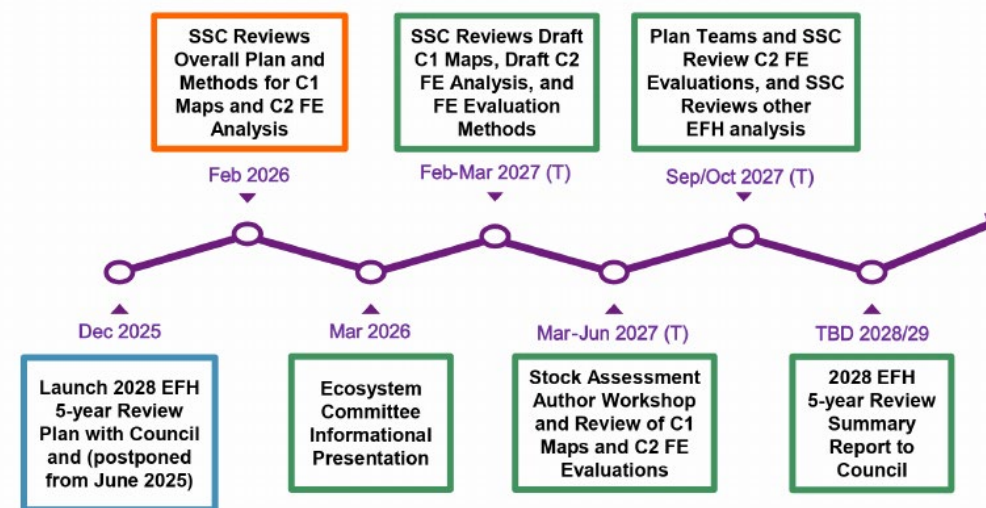 SSC Reviews
Overall Plan and
Methods for C1
Maps and C2 FE
Analysis
SSC Reviews Draft
C1 Maps, Draft C2
FE Analysis, and
FE Evaluation
Methods
Plan Teams and SSC
Review C2 FE
Evaluations, and SSC
Reviews other
EFH analysis
Feb 2026
Feb-Mar 2027 (T)
Sep/Oct 2027 (T)
Dec 2025
Mar 2026
Mar-Jun 2027 (T)
TBD 2028/29
Launch 2028 EFH
5-year Review
Plan with Council
and (postponed
from June 2025)
Ecosystem
Committee
Informational
Presentation
Stock Assessment
Author Workshop
and Review of C1
Maps and C2 FE
Evaluations
2028 EFH
5-year Review
Summary
Report to
Council